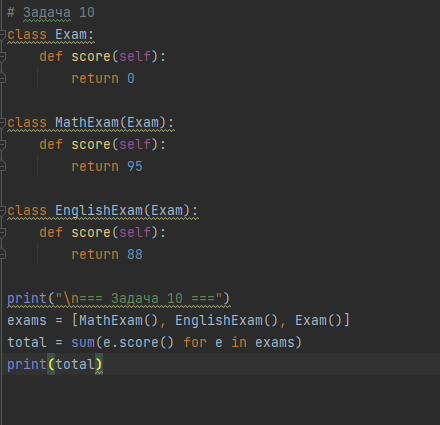 # Задача 10
class Exam:
    def score(self):
        return 0
class MathExam(Exam):
    def score(self):
        return 95
class EnglishExam(Exam):
    def score(self):
        return 88
print("\n=== Задача 10 ===")
exams = [MathExam(), EnglishExam(), Exam()]
total = sum(e.score() for e in exams)
print(total)